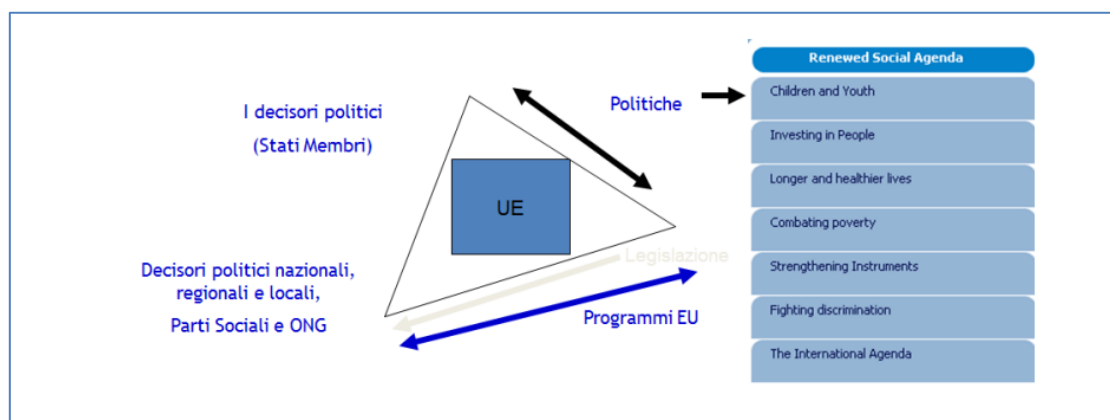 Renewed Social Agenda
Children and Youth
Investing in People
Longer and healthier lives
Combating poverty
Strengthening Instruments
Fighting discrimination
The International Agenda
I decisori politici
(Stati Membri)
Politiche
UE
Legislazione
Decisori politici nazionali,
regionali e locali,
Parti Sociali e ONG
Programmi EU